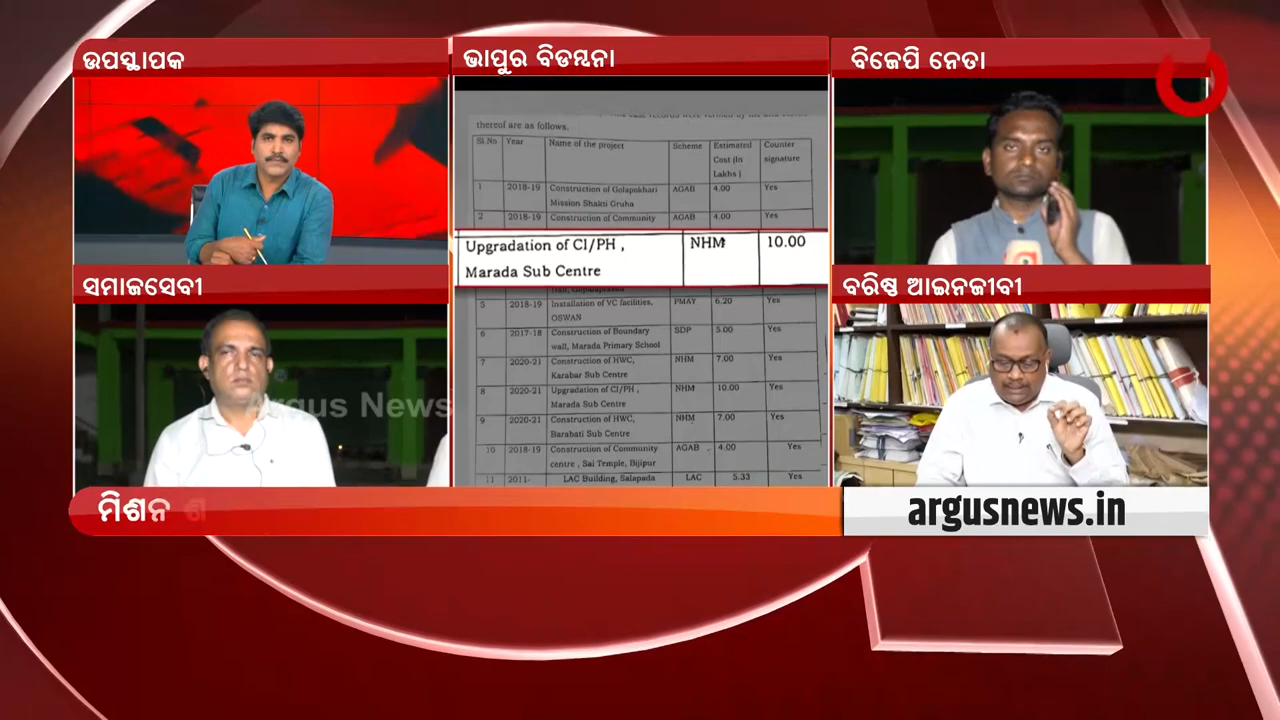 ଉପସ୍ଥାପକ
ଭାପୁର ବିଡମ୍ବନା
ବିଜେପି ନେତା
thereof are as follows.
Sl.No Year Name of the project Scheme Estimated Cost (In Lakhs ) Counter signature
1 2018-19 Construction of Golapokhari Mission Shakti Gruha AGAB 4.00 Yes
2 2018-19 Construction of Community AGAB 4.00 Yes
Upgradation of CI/PH , NHM 10.00
Marada Sub Centre
5 2018-19 Installation of VC facilities, OSWAN PMAY 6.20 Yes
6 2017-18 Construction of Boundary wall, Marada Primary School SDP 5.00 Yes
7 2020-21 Construction of HWC, Karabar Sub Centre NHM 7.00 Yes
8 2020-21 Upgradation of CI/PH , Marada Sub Centre NHM 10.00 Yes
9 2020-21 Construction of HWC, Barabati Sub Centre NHM 7.00 Yes
10 2018-19 Construction of Community centre , Sai Temple, Bijipur AGAB 4.00 Yes
11 2011- LAC Building, Salapada LAC 5.33 Yes
ସମାଜସେବୀ
ବରିଷ୍ଠ ଆଇନଜୀବୀ
Argus News
ମିଶନ
argusnews.in